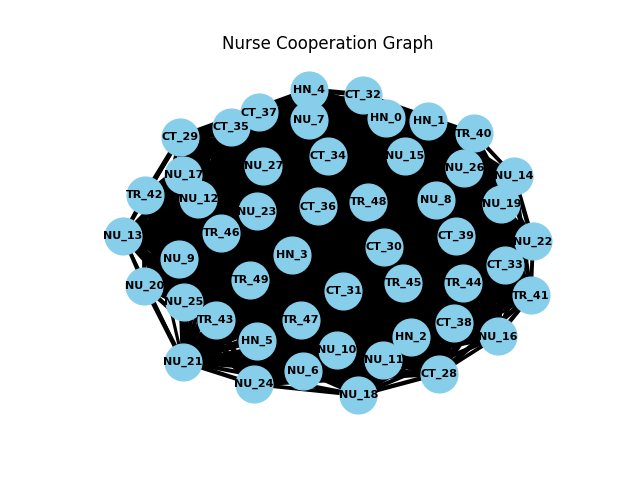 Nurse Cooperation Graph
HN_4
CT_32
CT_37
NU_7
HN_0
HN_1
CT_35
CT_29
TR_40
CT_34
NU_15
NU_27
NU_26
NU_17
NU_14
TR_42
NU_12
NU_8
TR_48
NU_19
CT_36
NU_23
TR_46
NU_13
CT_39
NU_22
CT_30
HN_3
NU_9
CT_33
TR_49
TR_45
TR_44
NU_20
CT_31
TR_41
NU_25
TR_43
TR_47
CT_38
NU_16
HN_2
HN_5
NU_10
NU_11
NU_21
NU_6
CT_28
NU_24
NU_18